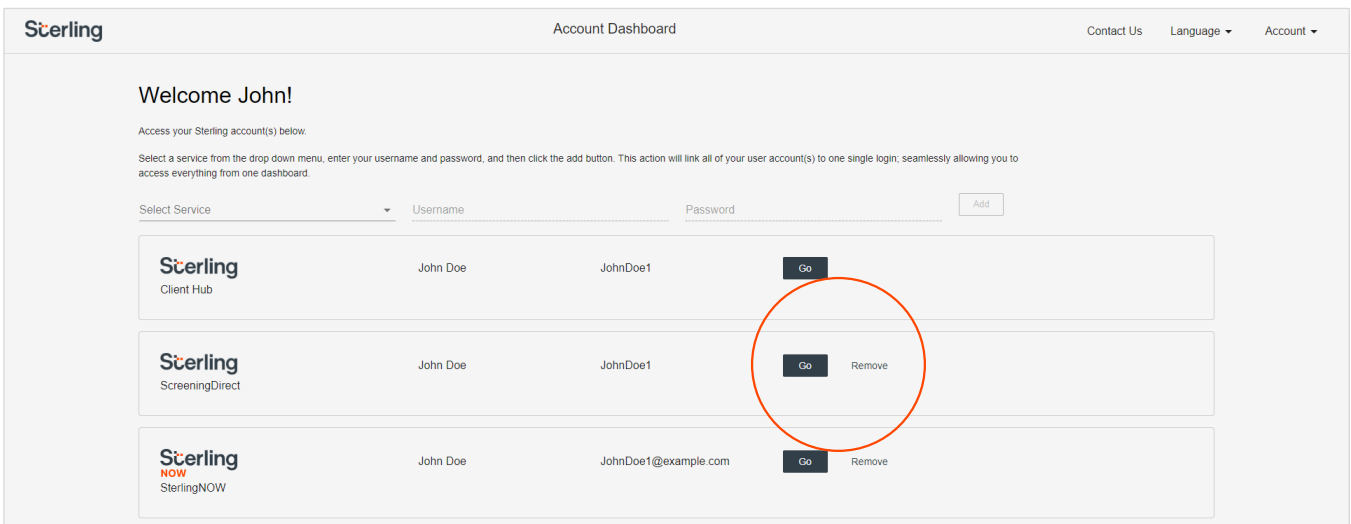 Sterling
Account Dashboard
Contact Us
Language
Account
Welcome John!
Access your Sterling account(s) below.
Select a service from the drop down menu, enter your username and password, and then click the add button. This action will link all of your user account(s) to one single login; seamlessly allowing you to
access everything from one dashboard.
Select Service
Username
Password
Add
Sterling
Client Hub
John Doe
JohnDoe1
Go
Sterling
ScreeningDirect
John Doe
JohnDoe1
Go
Remove
Sterling
NOW
SterlingNOW
John Doe
JohnDoe1@example.com
Go
Remove